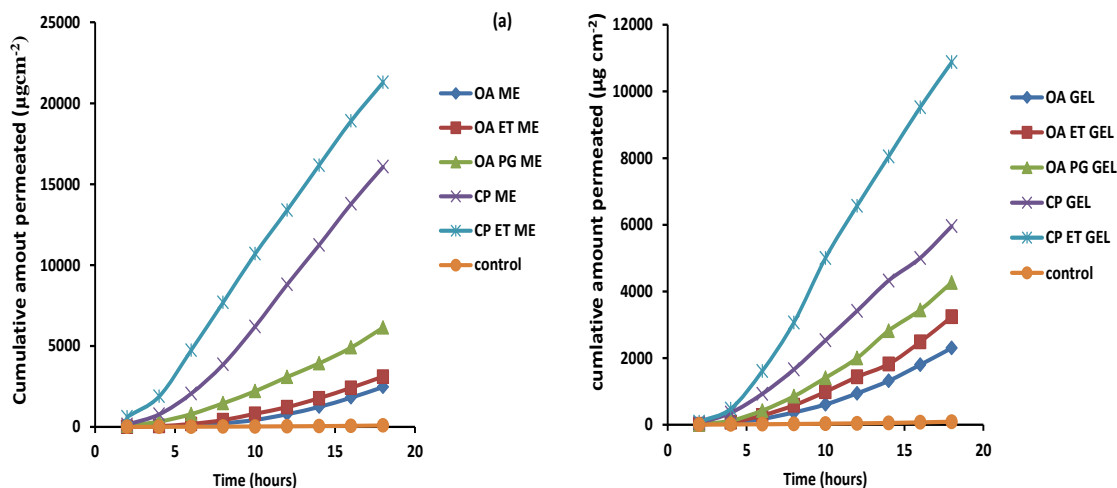 (a)
Cumulative amout permeated (µgcm-2)
25000
20000
15000
10000
5000
0
0 5 10 15 20
Time (hours)
OA ME
OA ET ME
OA PG ME
CP ME
CP ET ME
control
cumlative amount permeated (µg cm-2)
12000
10000
8000
6000
4000
2000
0
0 5 10 15 20
Time (hours)
OA GEL
OA ET GEL
OA PG GEL
CP GEL
CP ET GEL
control